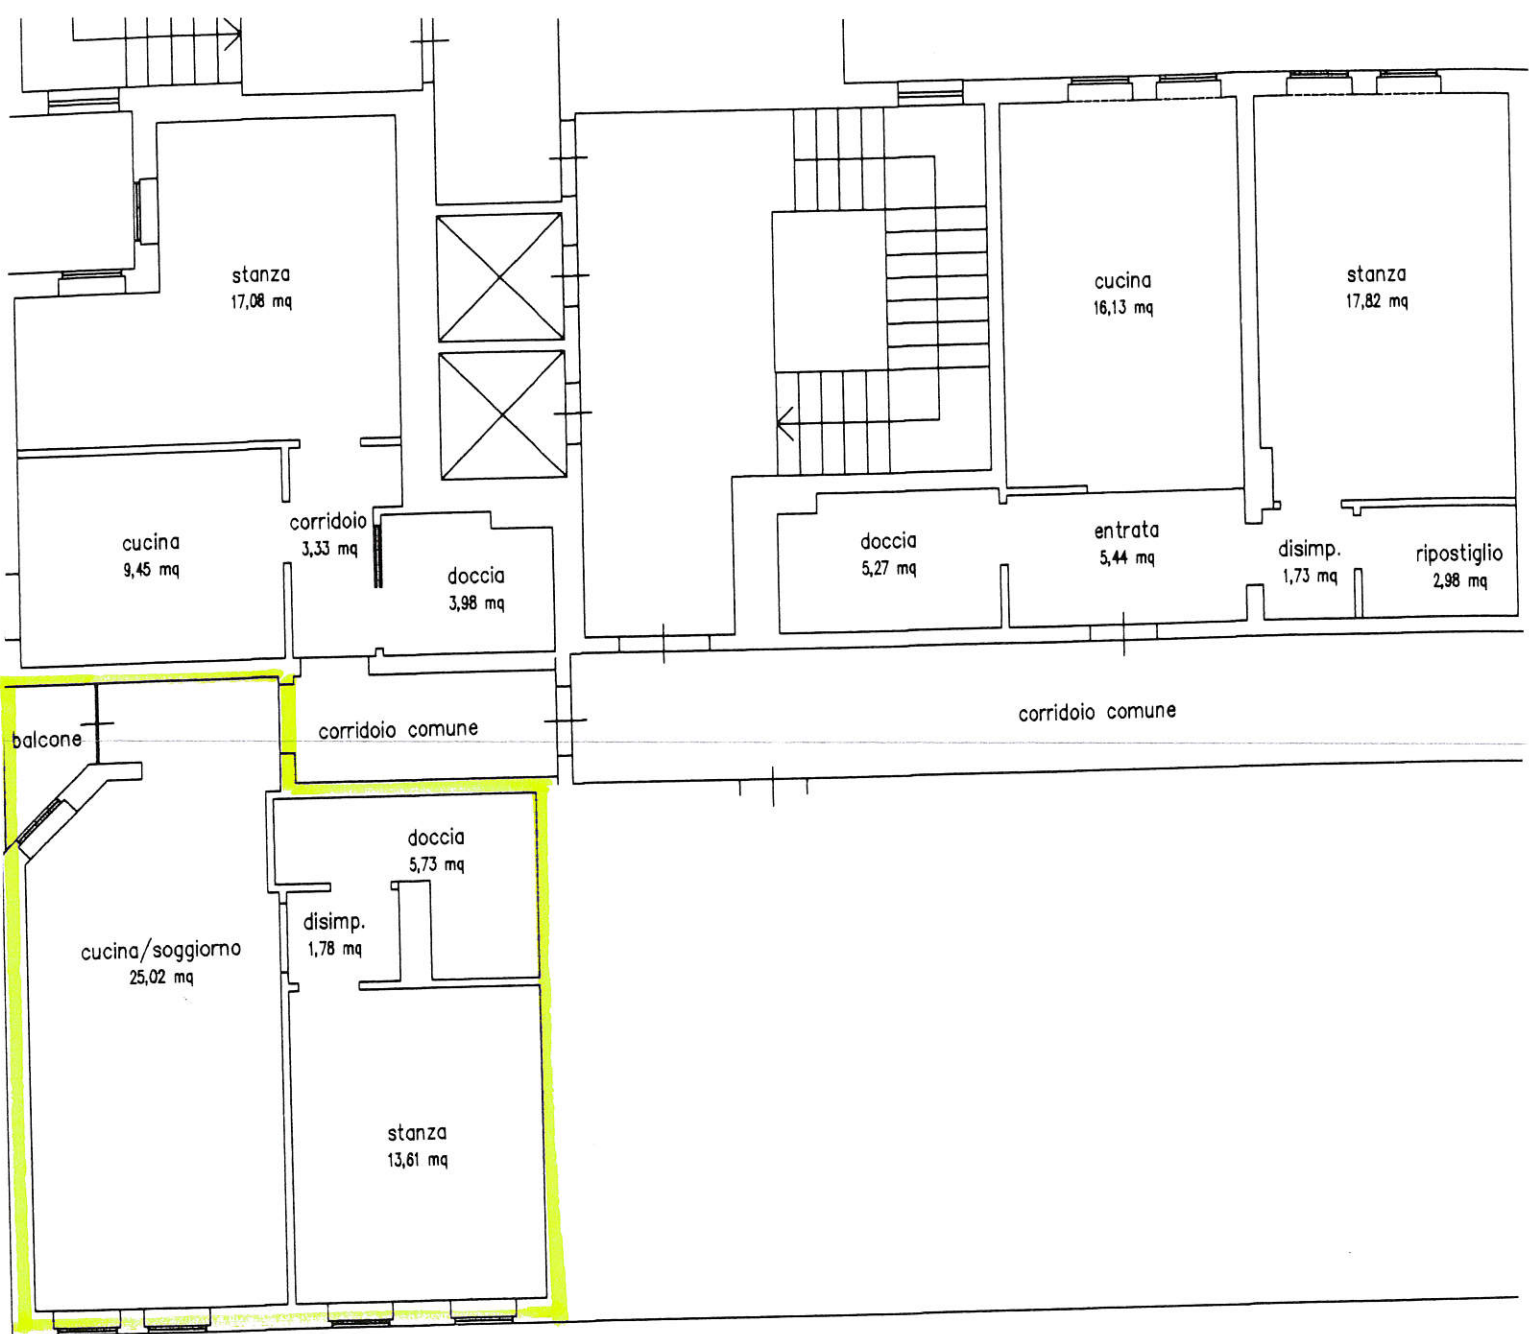 stanza
17,08 mq
cucina
16,13 mq
stanza
17,82 mq
cucina
9,45 mq
corridoio
3,33 mq
doccia
3,98 mq
doccia
5,27 mq
entrata
5,44 mq
disimp.
1,73 mq
ripostiglio
2,98 mq
balcone
corridoio comune
corridoio comune
doccia
5,73 mq
disimp.
1,78 mq
cucina/soggiorno
25,02 mq
stanza
13,61 mq